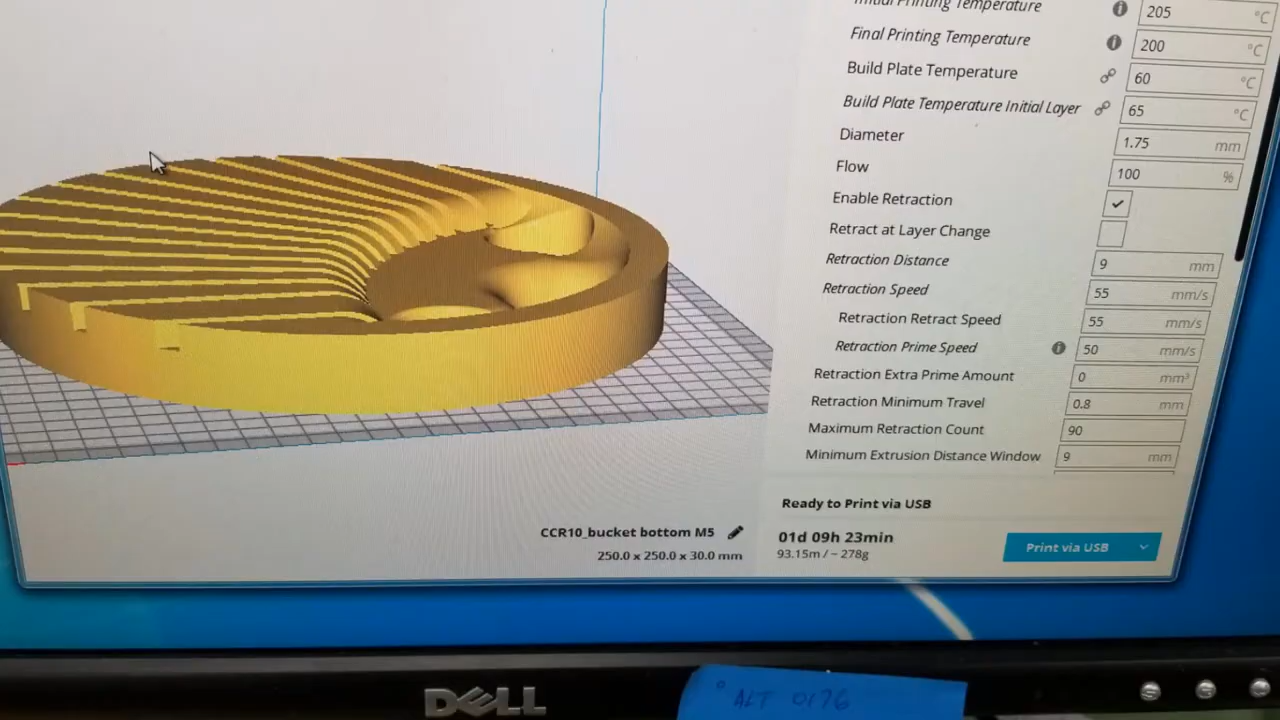 Initial Printing Temperature 205 °C
Final Printing Temperature 200 °C
Build Plate Temperature 60 °C
Build Plate Temperature Initial Layer 65 °C
Diameter 1.75 mm
Flow 100 %
Enable Retraction
Retract at Layer Change
Retraction Distance 9 mm
Retraction Speed 55 mm/s
Retraction Retract Speed 55 mm/s
Retraction Prime Speed 50 mm/s
Retraction Extra Prime Amount 0 mm³
Retraction Minimum Travel 0.8 mm
Maximum Retraction Count 90
Minimum Extrusion Distance Window 9 mm
Ready to Print via USB
CCR10_bucket bottom M5
250.0 x 250.0 x 30.0 mm
01d 09h 23min
93.15m / ~ 278g
Print via USB
DELL
° ALT 0176